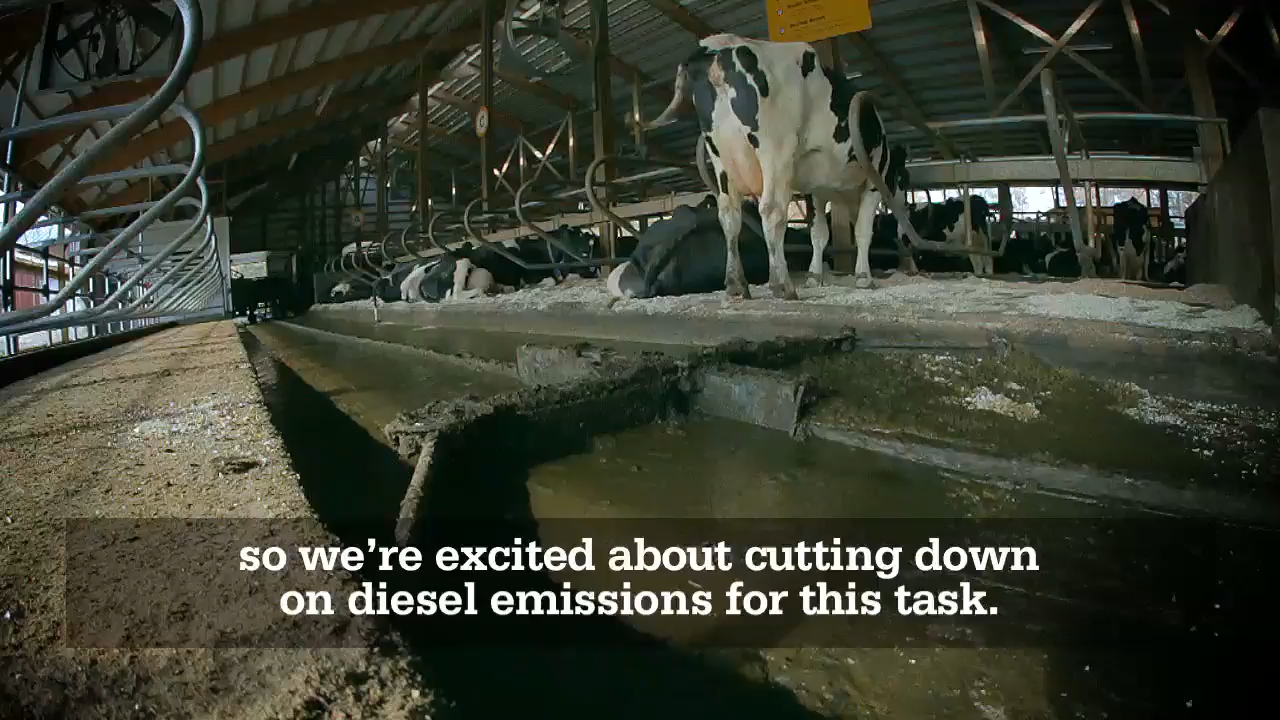 so we're excited about cutting down
on diesel emissions for this task.